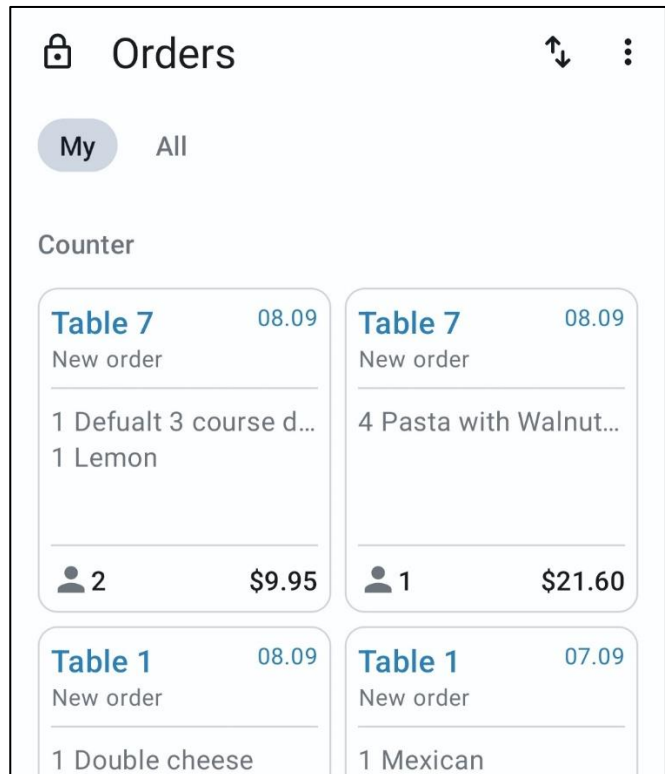 Orders
My All
Counter
Table 7 08.09
New order
1 Defualt 3 course d...
1 Lemon
2 $9.95
Table 7 08.09
New order
4 Pasta with Walnut...
1 $21.60
Table 1 08.09
New order
1 Double cheese
Table 1 07.09
New order
1 Mexican